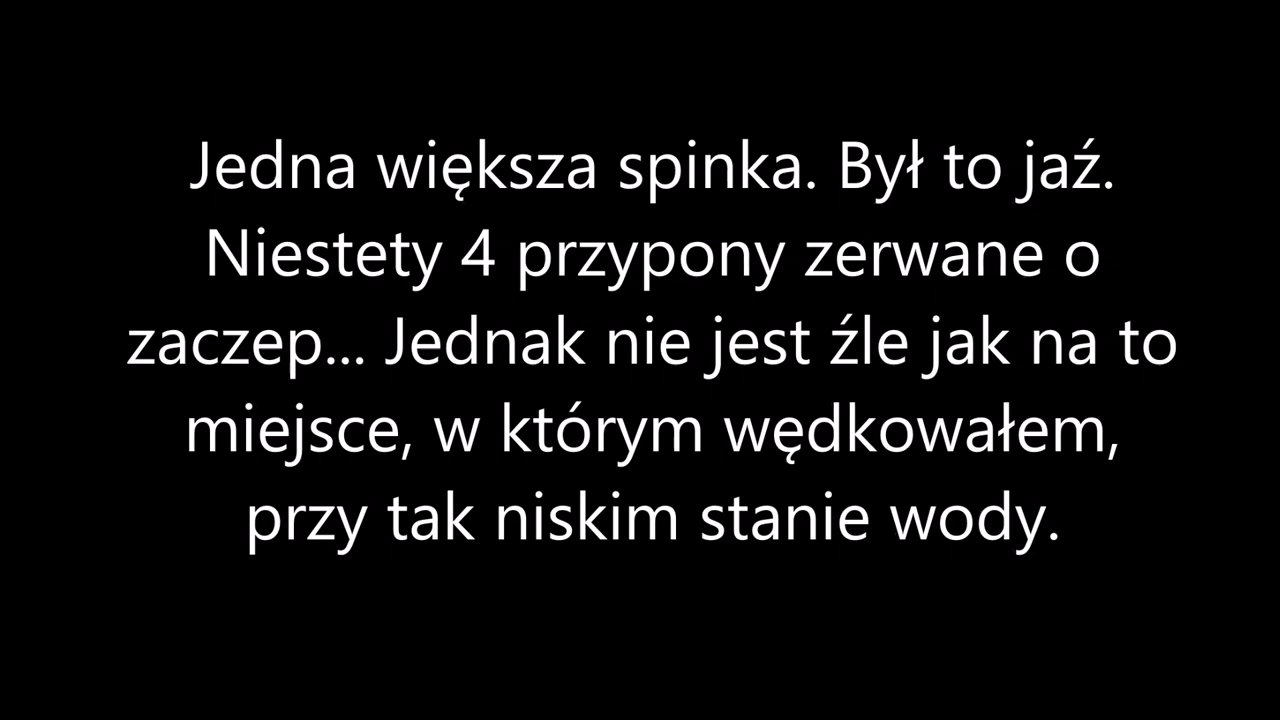 Jedna większa spinka. Był to jaź.
Niestety 4 przypony zerwane o
zaczep... Jednak nie jest źle jak na to
miejsce, w którym wędkowałem,
przy tak niskim stanie wody.